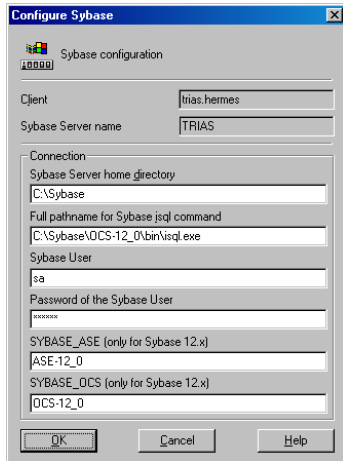 Configure Sybase
Sybase configuration
Client
trias.hermes
Sybase Server name
TRIAS
Connection
Sybase Server home directory
C:\Sybase
Full pathname for Sybase isql command
C:\Sybase\OCS-12_0\bin\isql.exe
Sybase User
sa
Password of the Sybase User
xxxxxx
SYBASE_ASE (only for Sybase 12.x)
ASE-12_0
SYBASE_OCS (only for Sybase 12.x)
OCS-12_0
OK Cancel Help